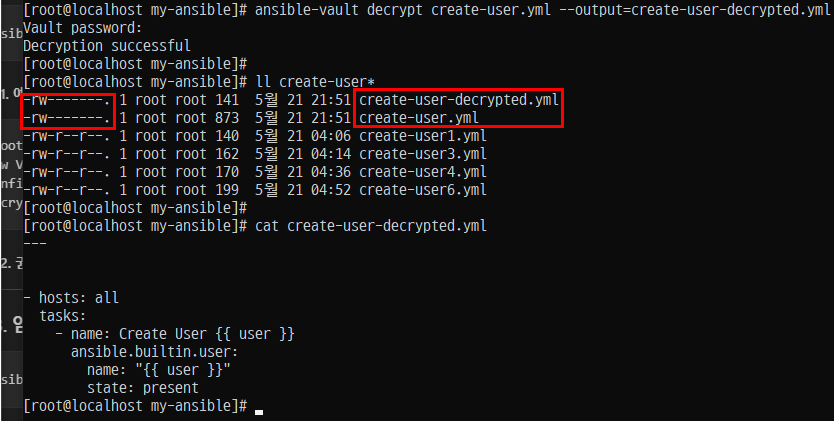 [root@localhost my-ansible]# ansible-vault decrypt create-user.yml --output=create-user-decrypted.yml
Vault password:
Decryption successful
[root@localhost my-ansible]#
[root@localhost my-ansible]# ll create-user*
-rw-------. 1 root root 141  5월 21 21:51 create-user-decrypted.yml
-rw-------. 1 root root 873  5월 21 21:51 create-user.yml
-rw-r--r--. 1 root root 140  5월 21 04:06 create-user1.yml
-rw-r--r--. 1 root root 162  5월 21 04:14 create-user3.yml
-rw-r--r--. 1 root root 170  5월 21 04:36 create-user4.yml
-rw-r--r--. 1 root root 199  5월 21 04:52 create-user6.yml
[root@localhost my-ansible]#
[root@localhost my-ansible]# cat create-user-decrypted.yml
---
- hosts: all
  tasks:
    - name: Create User {{ user }}
      ansible.builtin.user:
        name: "{{ user }}"
        state: present
[root@localhost my-ansible]#